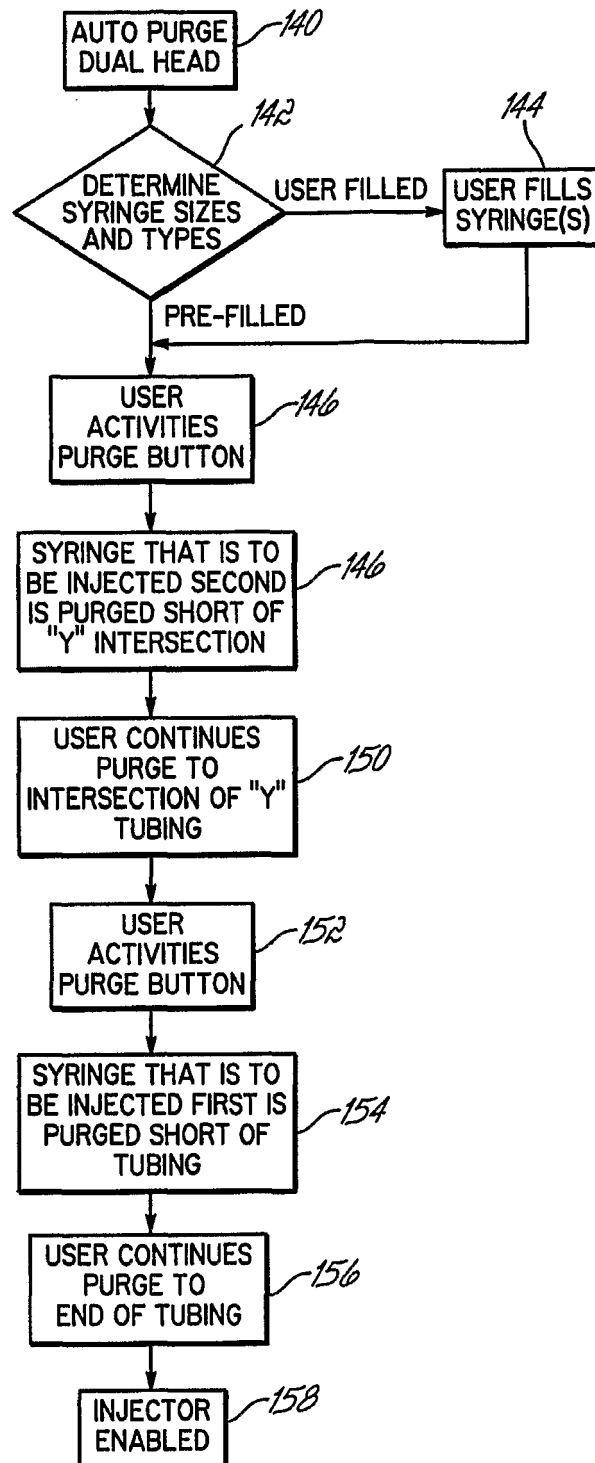 AUTO PURGE
DUAL HEAD
140
142
DETERMINE
SYRINGE SIZES
AND TYPES
USER FILLED
144
USER FILLS
SYRINGE(S)
PRE-FILLED
USER
ACTIVITIES
PURGE BUTTON
146
SYRINGE THAT IS TO
BE INJECTED SECOND
IS PURGED SHORT OF
"Y" INTERSECTION
146
USER CONTINUES
PURGE TO
INTERSECTION OF "Y"
TUBING
150
USER
ACTIVITIES
PURGE BUTTON
152
SYRINGE THAT IS TO
BE INJECTED FIRST IS
PURGED SHORT OF
TUBING
154
USER CONTINUES
PURGE TO
END OF TUBING
156
INJECTOR
ENABLED
158